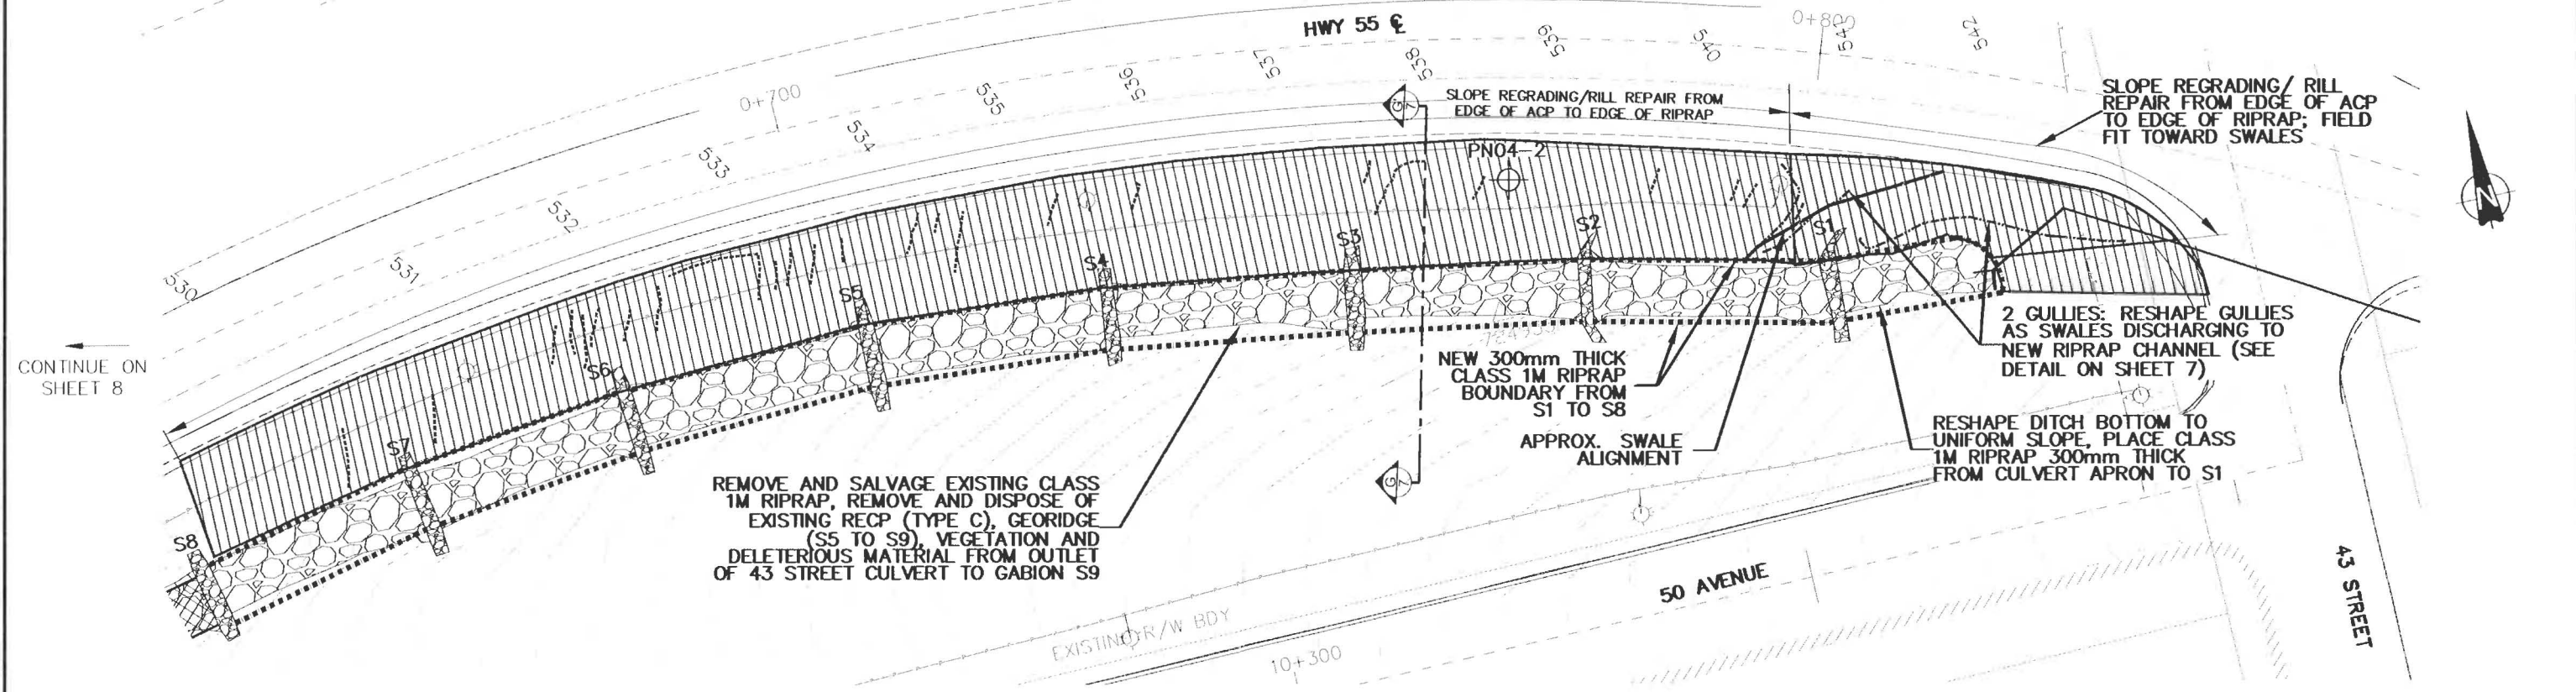 HWY 55 ℄
0+800
0+700
530
531
532
533
534
535
536
537
538
539
540
542
SLOPE REGRADING/RILL REPAIR FROM
EDGE OF ACP TO EDGE OF RIPRAP
SLOPE REGRADING/ RILL
REPAIR FROM EDGE OF ACP
TO EDGE OF RIPRAP; FIELD
FIT TOWARD SWALES
PN04-2
N
S1
S2
S3
S4
S5
S6
S7
S8
CONTINUE ON
SHEET 8
2 GULLIES: RESHAPE GULLIES
AS SWALES DISCHARGING TO
NEW RIPRAP CHANNEL (SEE
DETAIL ON SHEET 7)
NEW 300mm THICK
CLASS 1M RIPRAP
BOUNDARY FROM
S1 TO S8
APPROX. SWALE
ALIGNMENT
RESHAPE DITCH BOTTOM TO
UNIFORM SLOPE, PLACE CLASS
1M RIPRAP 300mm THICK
FROM CULVERT APRON TO S1
REMOVE AND SALVAGE EXISTING CLASS
1M RIPRAP, REMOVE AND DISPOSE OF
EXISTING RECP (TYPE C), GEORIDGE
(S5 TO S9), VEGETATION AND
DELETERIOUS MATERIAL FROM OUTLET
OF 43 STREET CULVERT TO GABION S9
50 AVENUE
43 STREET
EXISTING R/W BDY
10+300